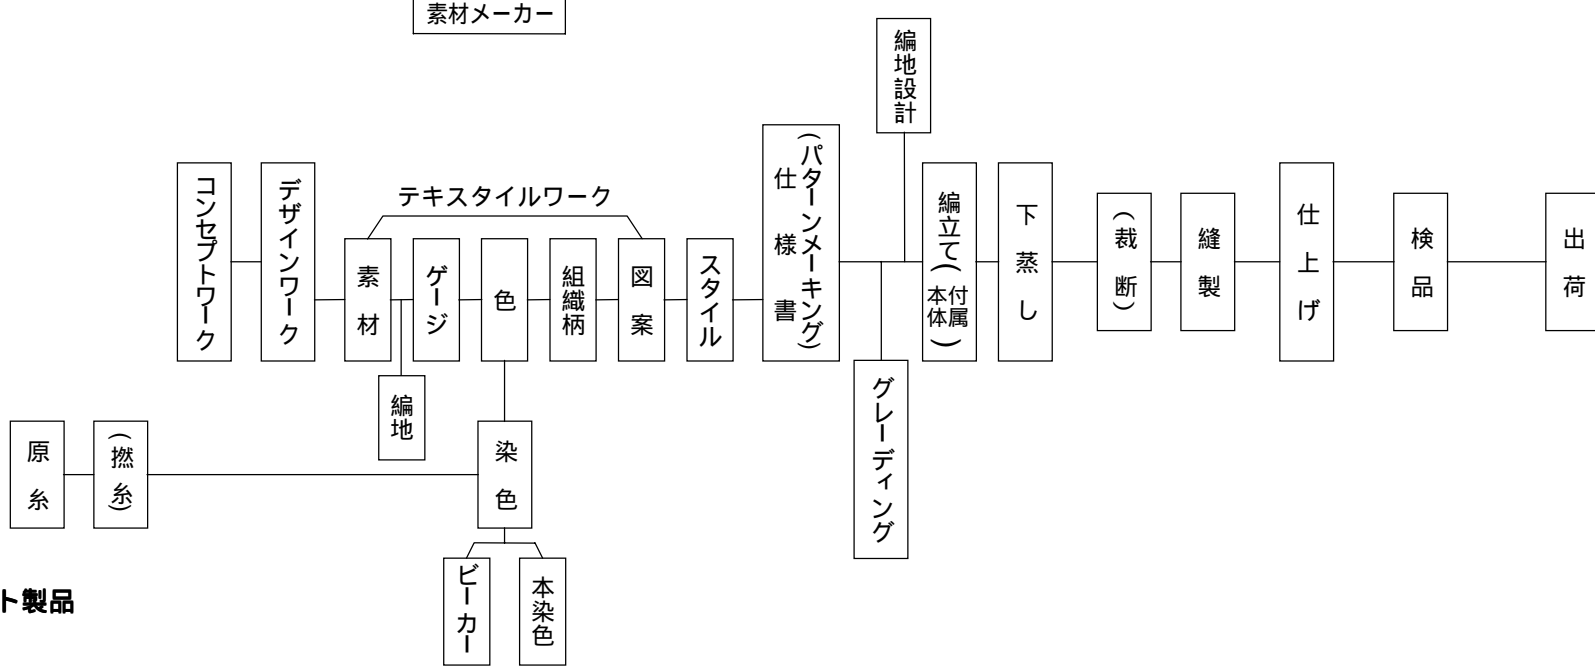 素材メーカー
編地設計
コンセプトワーク
デザインワーク
テキスタイルワーク
素材
ゲージ
色
組織柄
図案
スタイル
仕様書
(パターンメーキング)
編立て(本体付属)
下蒸し
(裁断)
縫製
仕上げ
検品
出荷
編地
グレーディング
原糸
(撚糸)
染色
ビーカー
本染色
ト製品